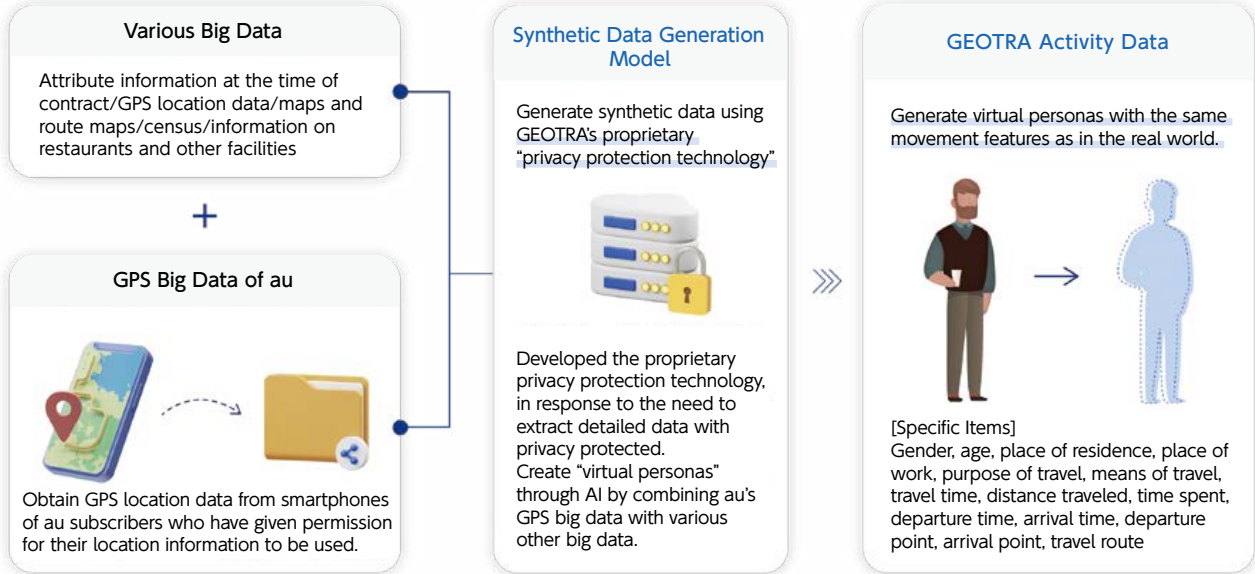 Various Big Data
Attribute information at the time of
contract/GPS location data/maps and
route maps/census/information on
restaurants and other facilities
+
GPS Big Data of au
Obtain GPS location data from smartphones
of au subscribers who have given permission
for their location information to be used.
Synthetic Data Generation
Model
Generate synthetic data using
GEOTRA’s proprietary
“privacy protection technology”
Developed the proprietary
privacy protection technology,
in response to the need to
extract detailed data with
privacy protected.
Create “virtual personas”
through AI by combining au’s
GPS big data with various
other big data.
GEOTRA Activity Data
Generate virtual personas with the same
movement features as in the real world.
[Specific Items]
Gender, age, place of residence, place of
work, purpose of travel, means of travel,
travel time, distance traveled, time spent,
departure time, arrival time, departure
point, arrival point, travel route